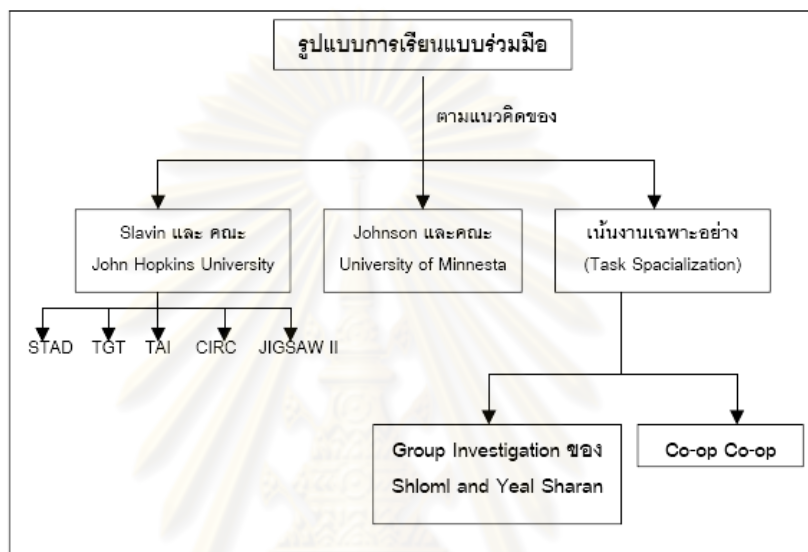 รูปแบบการเรียนแบบร่วมมือ
ตามแนวคิดของ
Slavin และ คณะ
John Hopkins University
Johnson และคณะ
University of Minnesta
เน้นงานเฉพาะอย่าง
(Task Spacialization)
STAD TGT TAI CIRC JIGSAW II
Group Investigation ของ
Shloml and Yeal Sharan
Co-op Co-op